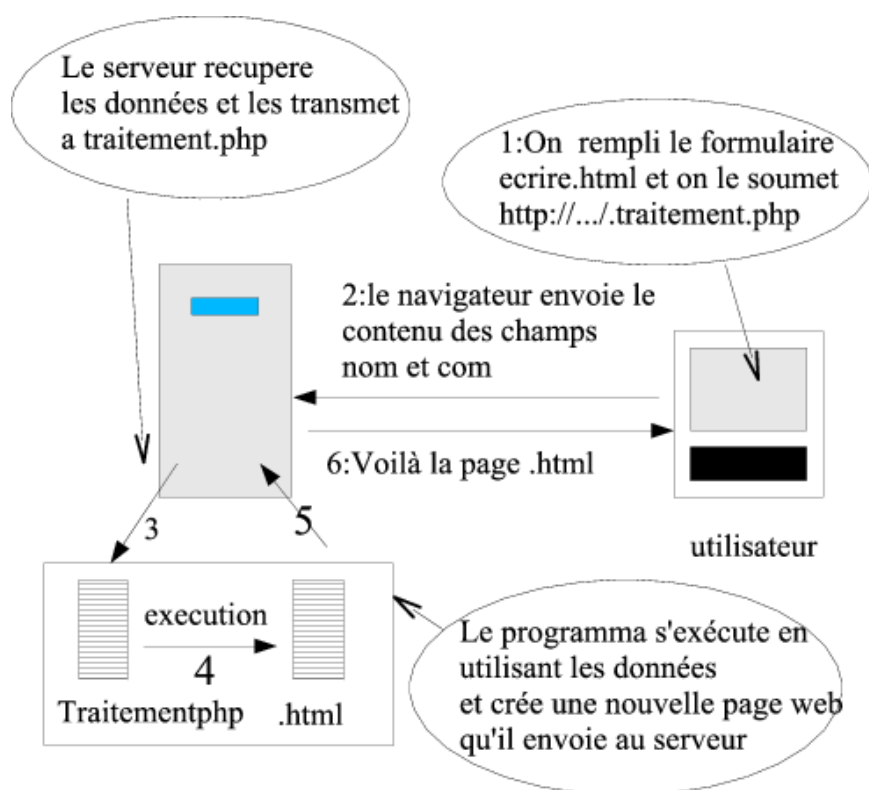 Le serveur recupere
les données et les transmet
a traitement.php
1:On rempli le formulaire
ecrire.html et on le soumet
http://.../.traitement.php
2:le navigateur envoie le
contenu des champs
nom et com
6:Voilà la page .html
3
5
utilisateur
execution
4
Traitementphp
.html
Le programma s'exécute en
utilisant les données
et crée une nouvelle page web
qu'il envoie au serveur